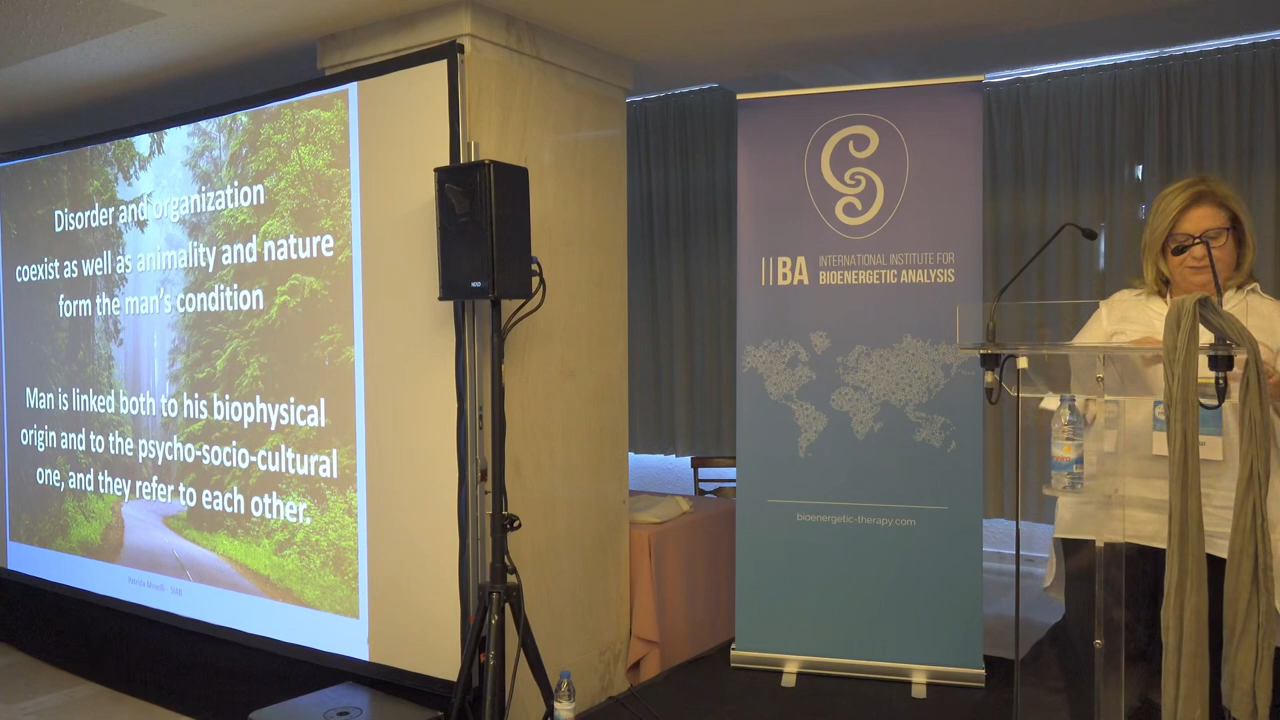 Disorder and organization
coexist as well as animality and nature
form the man's condition
Man is linked both to his biophysical
origin and to the psycho-socio-cultural
one, and they refer to each other.
IIBA
INTERNATIONAL INSTITUTE FOR
BIOENERGETIC ANALYSIS
bioenergetic-therapy.com